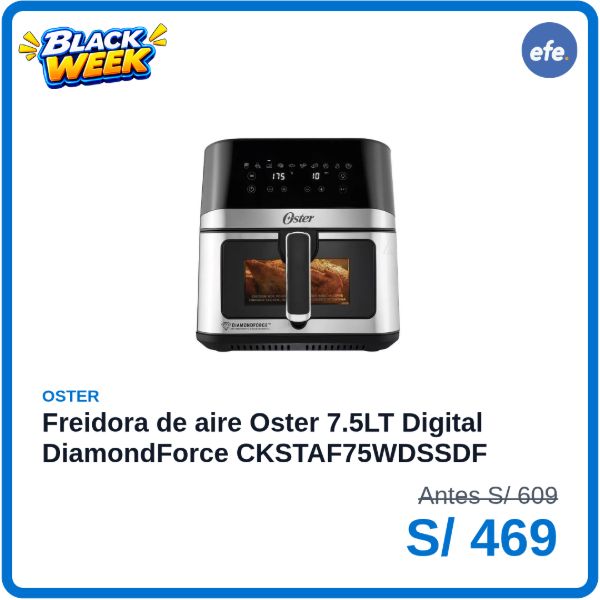 BLACK
WEEK
efe.
175
10
Oster
DIAMONDFORCE
OSTER
Freidora de aire Oster 7.5LT Digital
DiamondForce CKSTAF75WDSSDF
Antes S/ 609
S/ 469